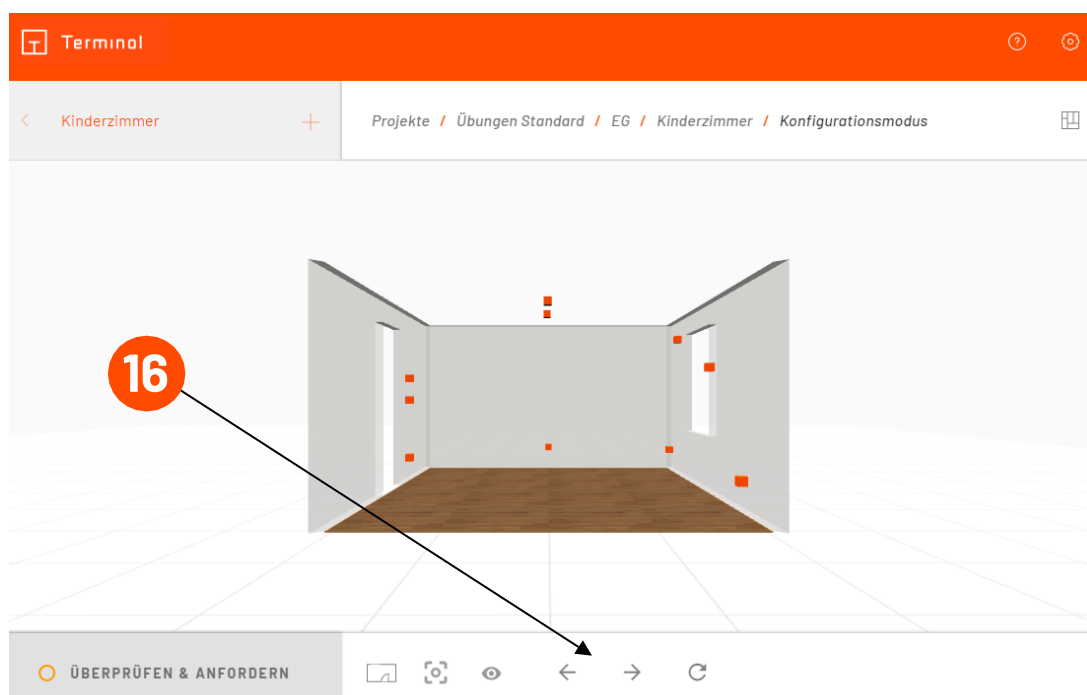 Terminal
Kinderzimmer
Projekte / Übungen Standard / EG / Kinderzimmer / Konfigurationsmodus
16
ÜBERPRÜFEN & ANFORDERN